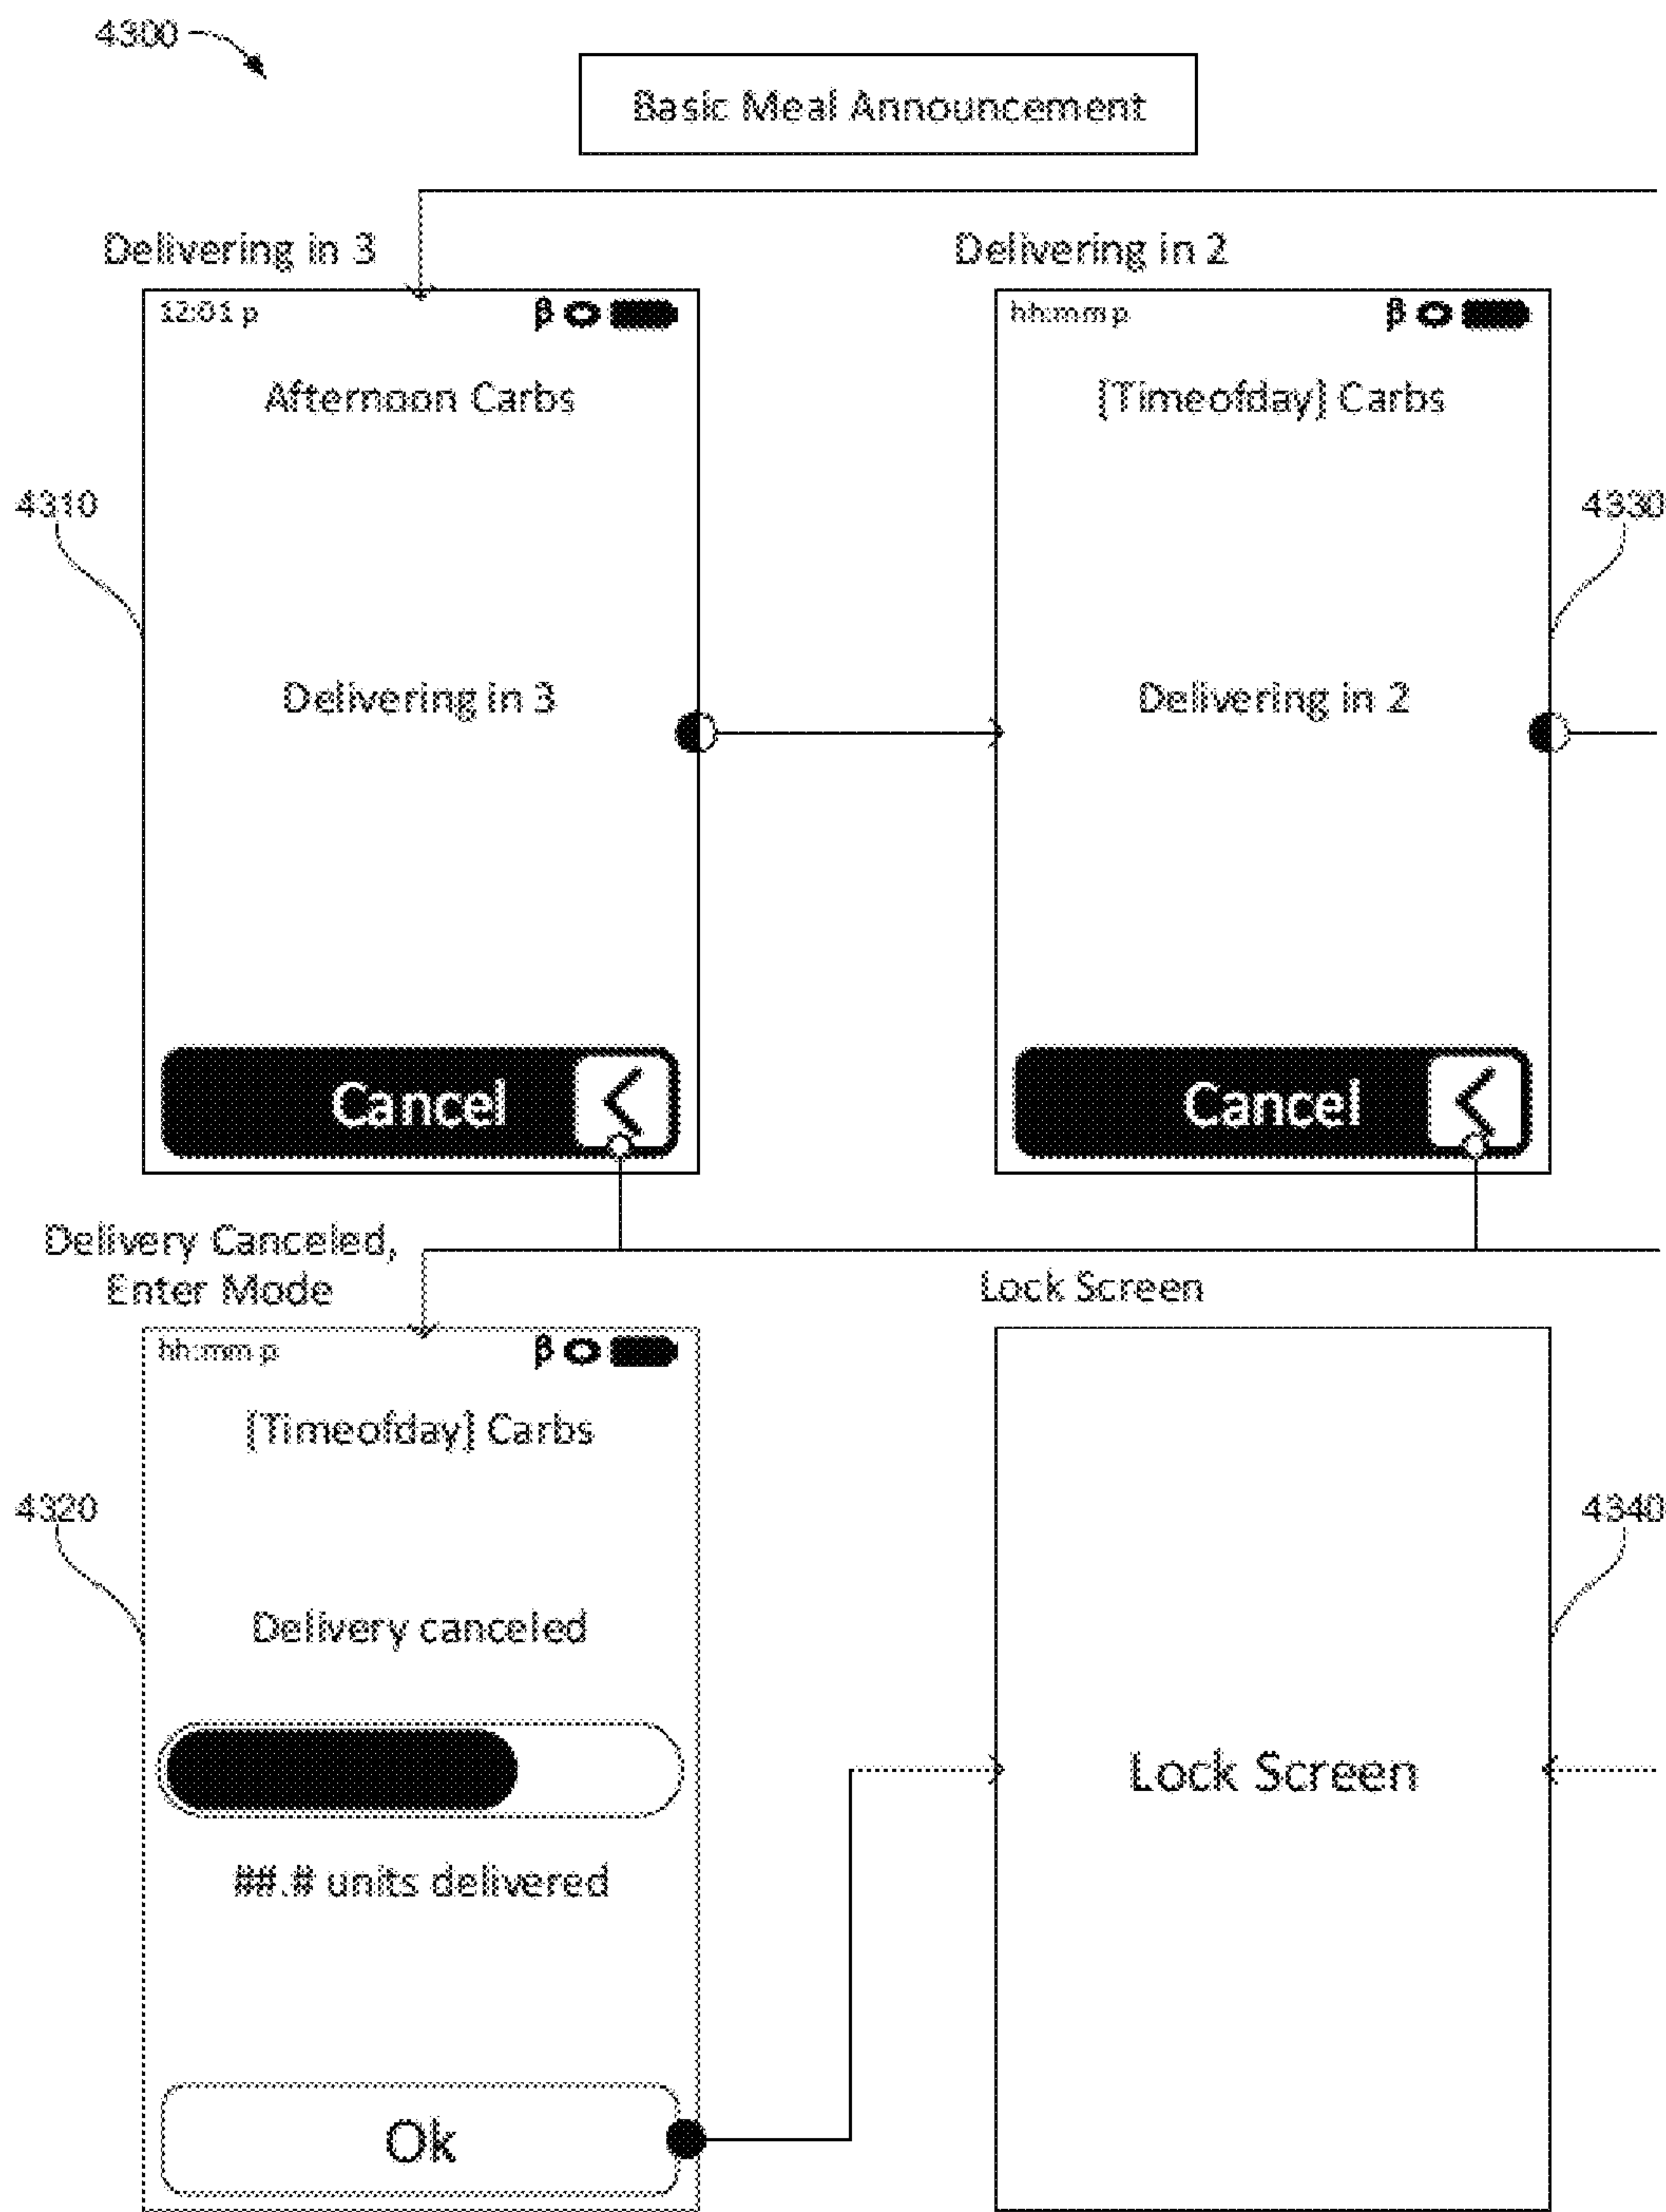 4300
Basic Meal Announcement
Delivering in 3
Delivering in 2
12:01 p
β
hh:mm p
β
Afternoon Carbs
[Timeofday] Carbs
4310
4330
Delivering in 3
Delivering in 2
Cancel
Cancel
Delivery Canceled,
Enter Mode
Lock Screen
hh:mm p
β
[Timeofday] Carbs
4320
4340
Delivery canceled
Lock Screen
##.# units delivered
Ok